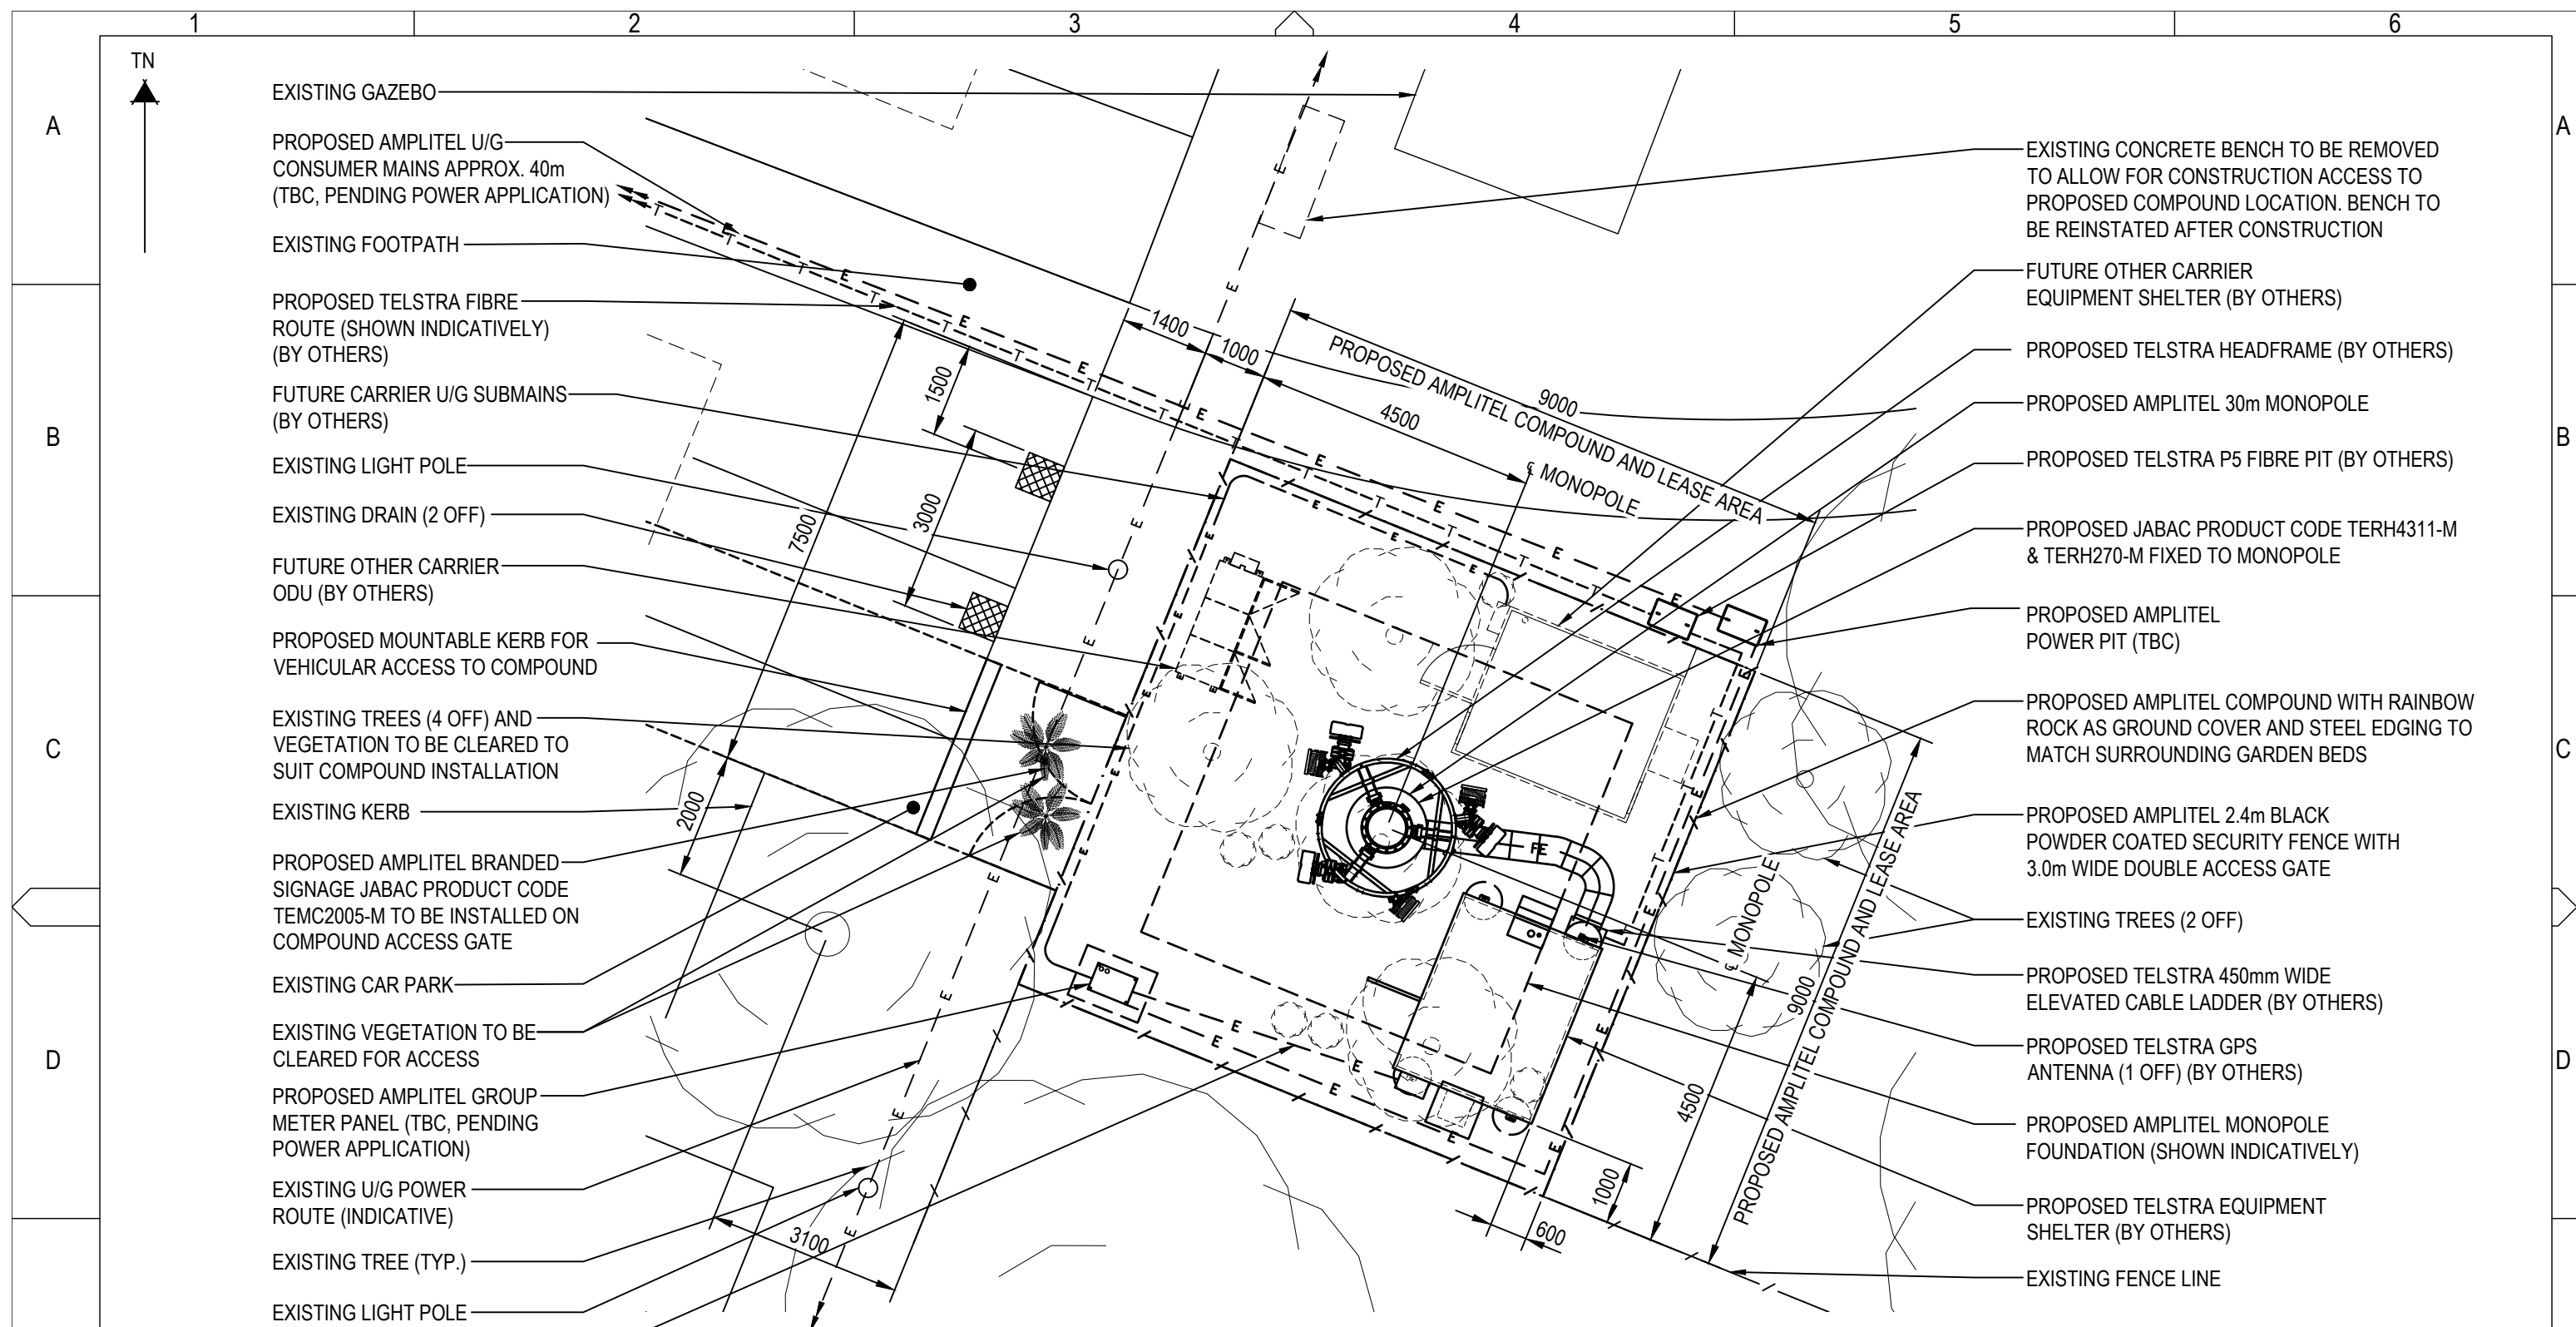 1 2 3 4 5 6
A
B
C
D
A
B
C
D
TN
EXISTING GAZEBO
PROPOSED AMPLITEL U/G
CONSUMER MAINS APPROX. 40m
(TBC, PENDING POWER APPLICATION)
EXISTING FOOTPATH
PROPOSED TELSTRA FIBRE
ROUTE (SHOWN INDICATIVELY)
(BY OTHERS)
FUTURE CARRIER U/G SUBMAINS
(BY OTHERS)
EXISTING LIGHT POLE
EXISTING DRAIN (2 OFF)
FUTURE OTHER CARRIER
ODU (BY OTHERS)
PROPOSED MOUNTABLE KERB FOR
VEHICULAR ACCESS TO COMPOUND
EXISTING TREES (4 OFF) AND
VEGETATION TO BE CLEARED TO
SUIT COMPOUND INSTALLATION
EXISTING KERB
PROPOSED AMPLITEL BRANDED
SIGNAGE JABAC PRODUCT CODE
TEMC2005-M TO BE INSTALLED ON
COMPOUND ACCESS GATE
EXISTING CAR PARK
EXISTING VEGETATION TO BE
CLEARED FOR ACCESS
PROPOSED AMPLITEL GROUP
METER PANEL (TBC, PENDING
POWER APPLICATION)
EXISTING U/G POWER
ROUTE (INDICATIVE)
EXISTING TREE (TYP.)
EXISTING LIGHT POLE
1400
1000
4500
9000
PROPOSED AMPLITEL COMPOUND AND LEASE AREA
℄ MONOPOLE
1500
3000
7500
2000
3100
FE
600
1000
4500
℄ MONOPOLE
9000
PROPOSED AMPLITEL COMPOUND AND LEASE AREA
EXISTING CONCRETE BENCH TO BE REMOVED
TO ALLOW FOR CONSTRUCTION ACCESS TO
PROPOSED COMPOUND LOCATION. BENCH TO
BE REINSTATED AFTER CONSTRUCTION
FUTURE OTHER CARRIER
EQUIPMENT SHELTER (BY OTHERS)
PROPOSED TELSTRA HEADFRAME (BY OTHERS)
PROPOSED AMPLITEL 30m MONOPOLE
PROPOSED TELSTRA P5 FIBRE PIT (BY OTHERS)
PROPOSED JABAC PRODUCT CODE TERH4311-M
& TERH270-M FIXED TO MONOPOLE
PROPOSED AMPLITEL
POWER PIT (TBC)
PROPOSED AMPLITEL COMPOUND WITH RAINBOW
ROCK AS GROUND COVER AND STEEL EDGING TO
MATCH SURROUNDING GARDEN BEDS
PROPOSED AMPLITEL 2.4m BLACK
POWDER COATED SECURITY FENCE WITH
3.0m WIDE DOUBLE ACCESS GATE
EXISTING TREES (2 OFF)
PROPOSED TELSTRA 450mm WIDE
ELEVATED CABLE LADDER (BY OTHERS)
PROPOSED TELSTRA GPS
ANTENNA (1 OFF) (BY OTHERS)
PROPOSED AMPLITEL MONOPOLE
FOUNDATION (SHOWN INDICATIVELY)
PROPOSED TELSTRA EQUIPMENT
SHELTER (BY OTHERS)
EXISTING FENCE LINE